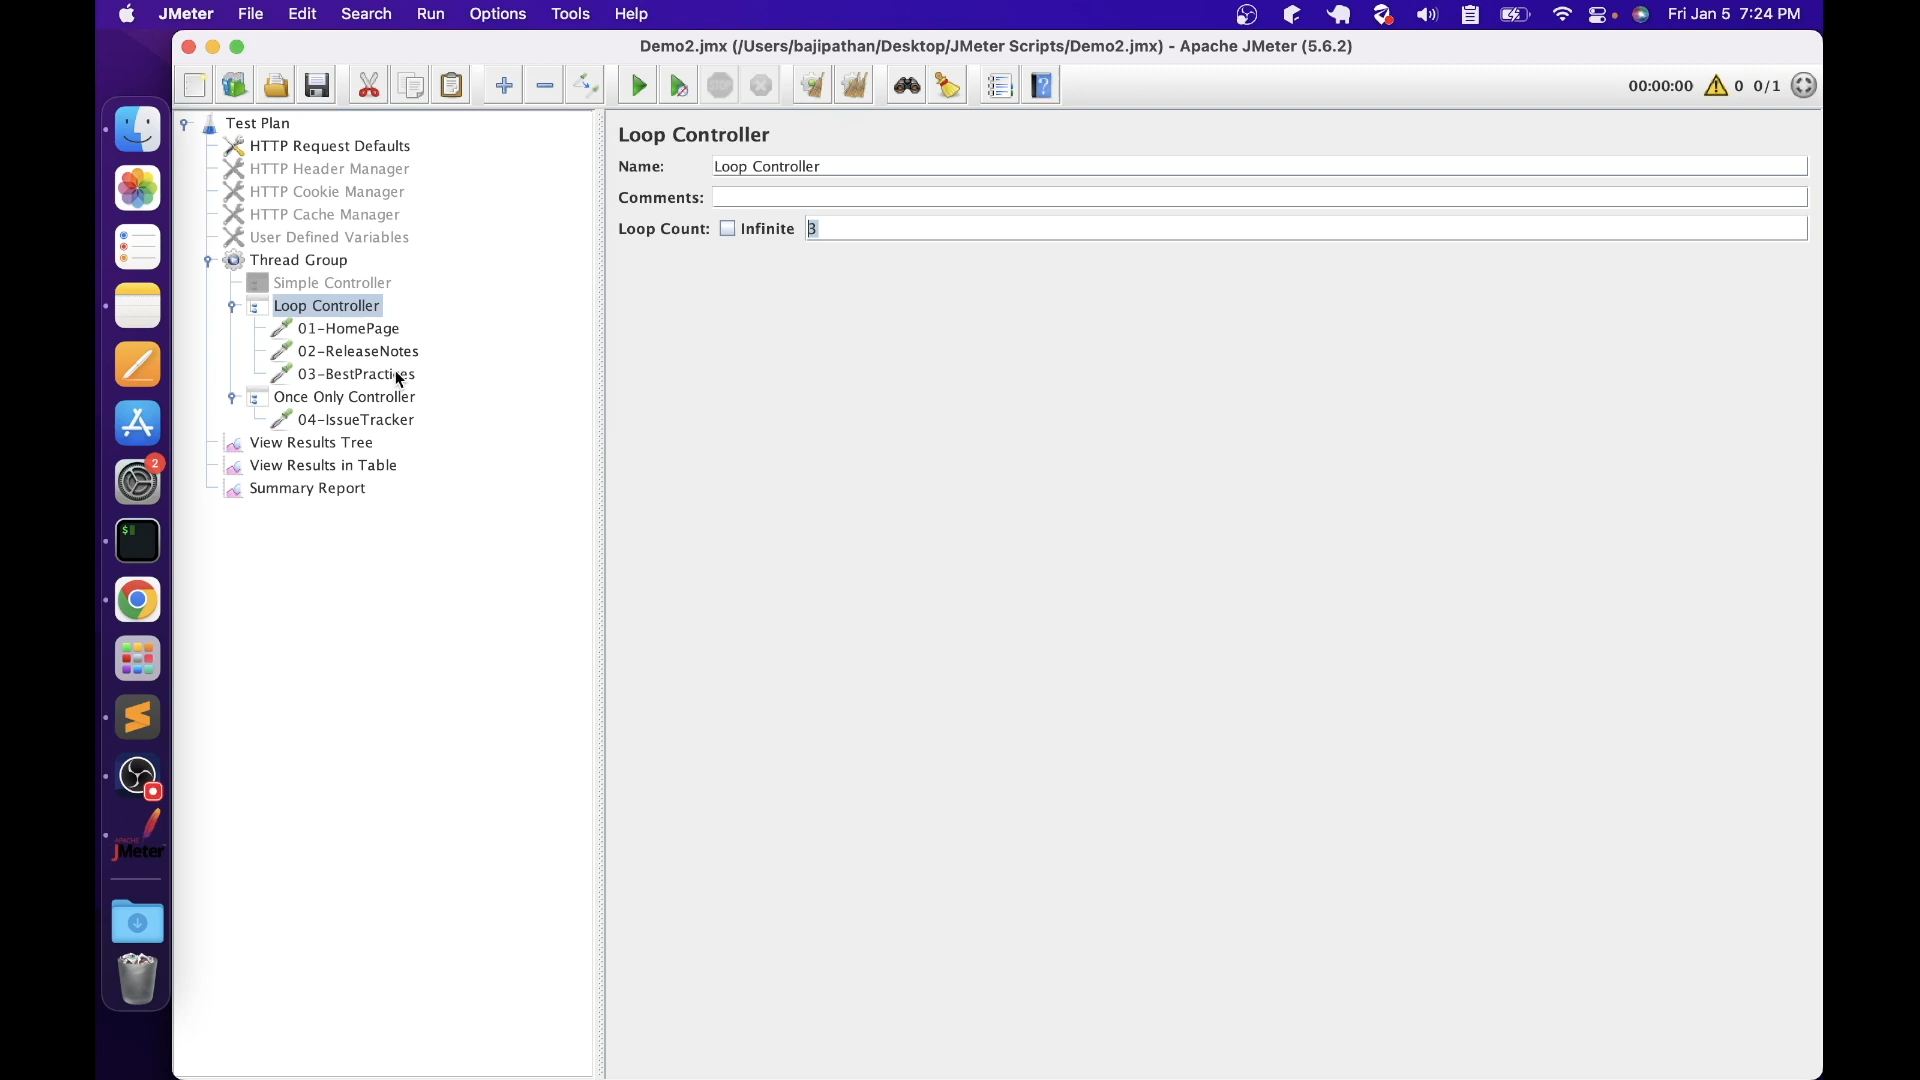 JMeter File Edit Search Run Options Tools Help Fri Jan 5 7:24 PM
Demo2.jmx (/Users/bajipathan/Desktop/JMeter Scripts/Demo2.jmx) - Apache JMeter (5.6.2)
STOP 00:00:00 0 0/1
Test Plan
HTTP Request Defaults
HTTP Header Manager
HTTP Cookie Manager
HTTP Cache Manager
User Defined Variables
Thread Group
Simple Controller
Loop Controller
01-HomePage
02-ReleaseNotes
03-BestPractices
Once Only Controller
04-IssueTracker
View Results Tree
View Results in Table
Summary Report
Loop Controller
Name: Loop Controller
Comments:
Loop Count: Infinite 3
2
$
APACHE
JMeter